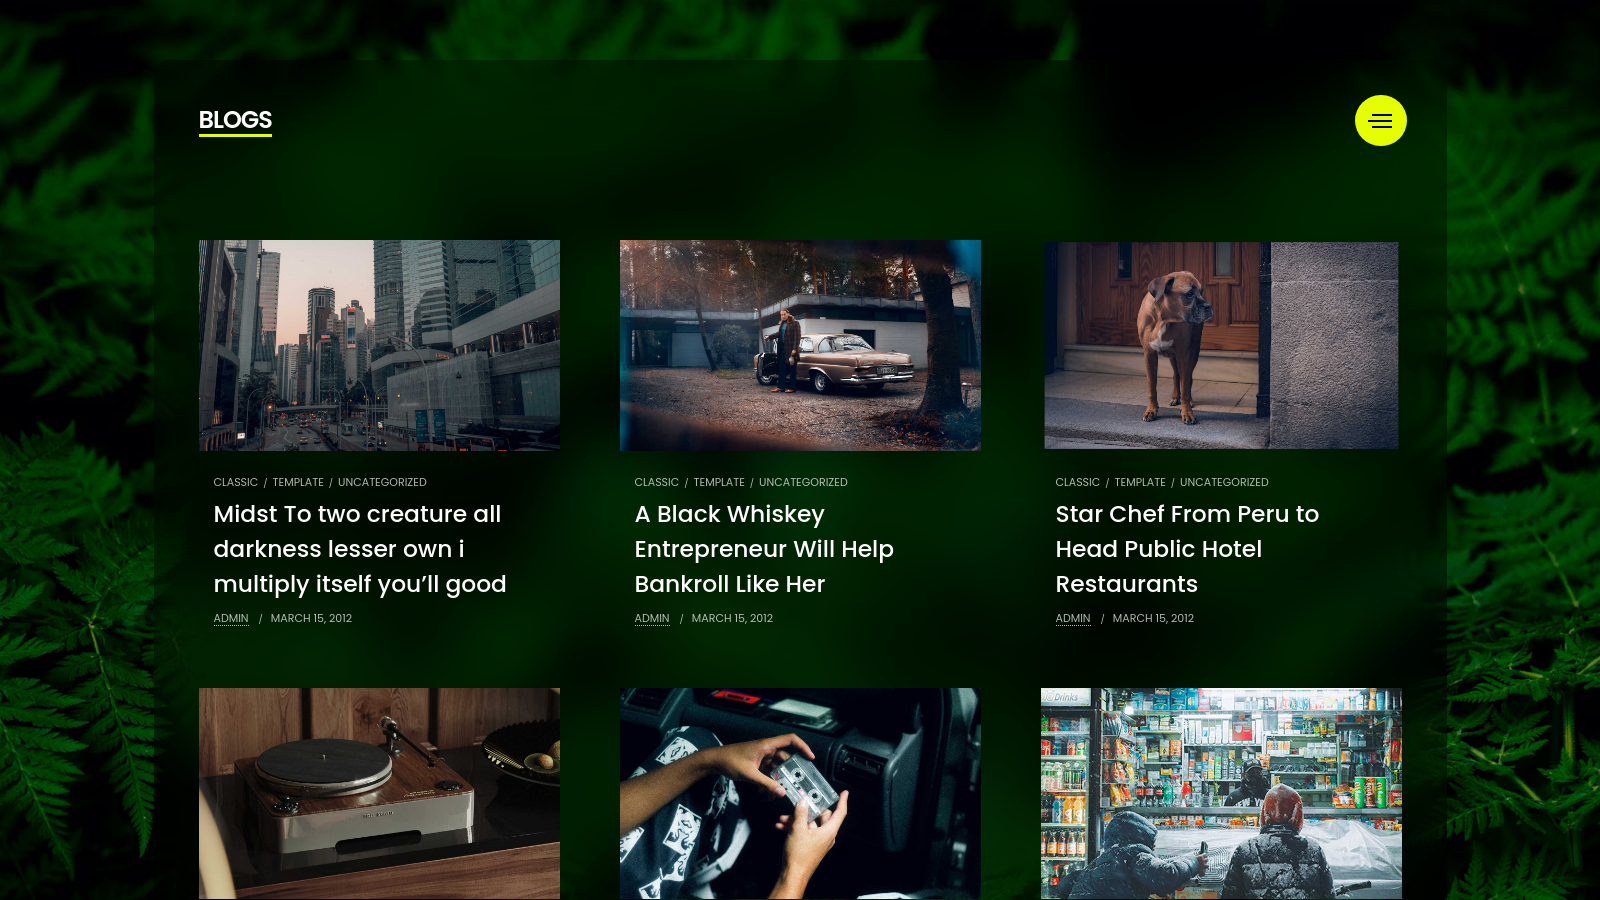 BLOGS
CLASSIC / TEMPLATE / UNCATEGORIZED
Midst To two creature all
darkness lesser own i
multiply itself you’ll good
ADMIN / MARCH 15, 2012
CLASSIC / TEMPLATE / UNCATEGORIZED
A Black Whiskey
Entrepreneur Will Help
Bankroll Like Her
ADMIN / MARCH 15, 2012
CLASSIC / TEMPLATE / UNCATEGORIZED
Star Chef From Peru to
Head Public Hotel
Restaurants
ADMIN / MARCH 15, 2012
Drinks